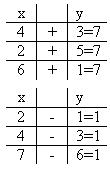 x y
4 + 3=7
2 + 5=7
6 + 1=7
x y
2 - 1=1
4 - 3=1
7 - 6=1